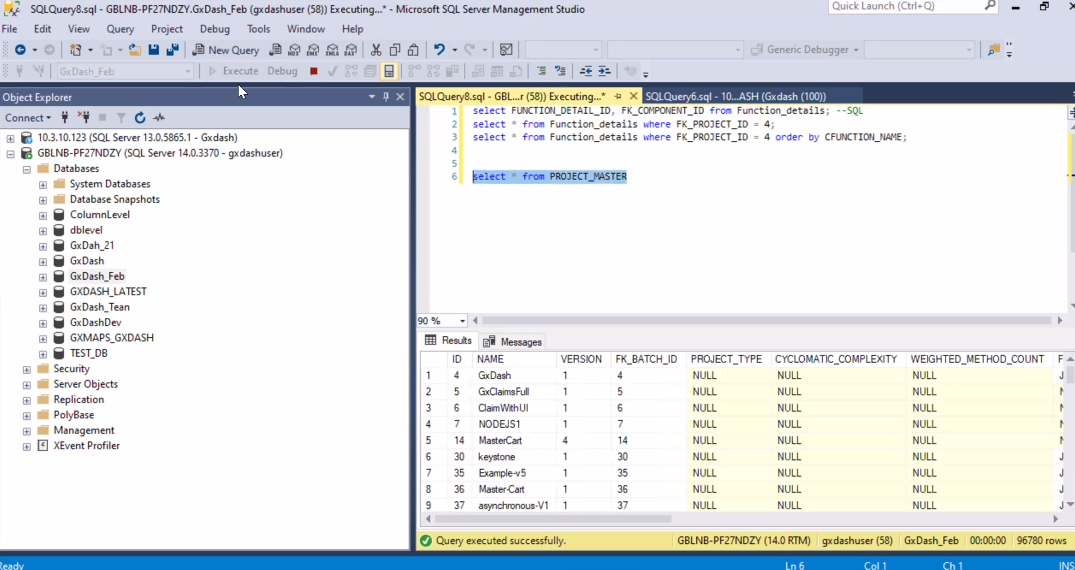 SQLQuery8.sql - GBLNB-PF27NDZY.GxDash_Feb (gxdashuser (58)) Executing...* - Microsoft SQL Server Management Studio
Quick Launch (Ctrl+Q)
File Edit View Query Project Debug Tools Window Help
New Query MDX DMX XMLA DAX Generic Debugger
GxDash_Feb Execute Debug
Object Explorer
SQLQuery8.sql - GBL...r (58)) Executing...* SQLQuery6.sql - 10...ASH (Gxdash (100))
Connect
10.3.10.123 (SQL Server 13.0.5865.1 - Gxdash)
GBLNB-PF27NDZY (SQL Server 14.0.3370 - gxdashuser)
Databases
System Databases
Database Snapshots
ColumnLevel
dblevel
GxDah_21
GxDash
GxDash_Feb
GXDASH_LATEST
GxDash_Tean
GxDashDev
GXMAPS_GXDASH
TEST_DB
Security
Server Objects
Replication
PolyBase
Management
XEvent Profiler
1 select FUNCTION_DETAIL_ID, FK_COMPONENT_ID from Function_details; --SQL
2 select * from Function_details where FK_PROJECT_ID = 4;
3 select * from Function_details where FK_PROJECT_ID = 4 order by CFUNCTION_NAME;
4
5
6 select * from PROJECT_MASTER
90 %
Results Messages
ID NAME VERSION FK_BATCH_ID PROJECT_TYPE CYCLOMATIC_COMPLEXITY WEIGHTED_METHOD_COUNT F
1 4 GxDash 1 4 NULL NULL NULL J
2 5 GxClaimsFull 1 5 NULL NULL NULL
3 6 ClaimWithUI 1 6 NULL NULL NULL
4 7 NODEJS1 1 7 NULL NULL NULL
5 14 MasterCart 4 14 NULL NULL NULL
6 30 keystone 1 30 NULL NULL NULL J
7 35 Example-v5 1 35 NULL NULL NULL J
8 36 Master-Cart 1 36 NULL NULL NULL J
9 37 asynchronous-V1 1 37 NULL NULL NULL J
Query executed successfully. GBLNB-PF27NDZY (14.0 RTM) gxdashuser (58) GxDash_Feb 00:00:00 96780 rows
Ready Ln 6 Col 1 Ch 1 INS